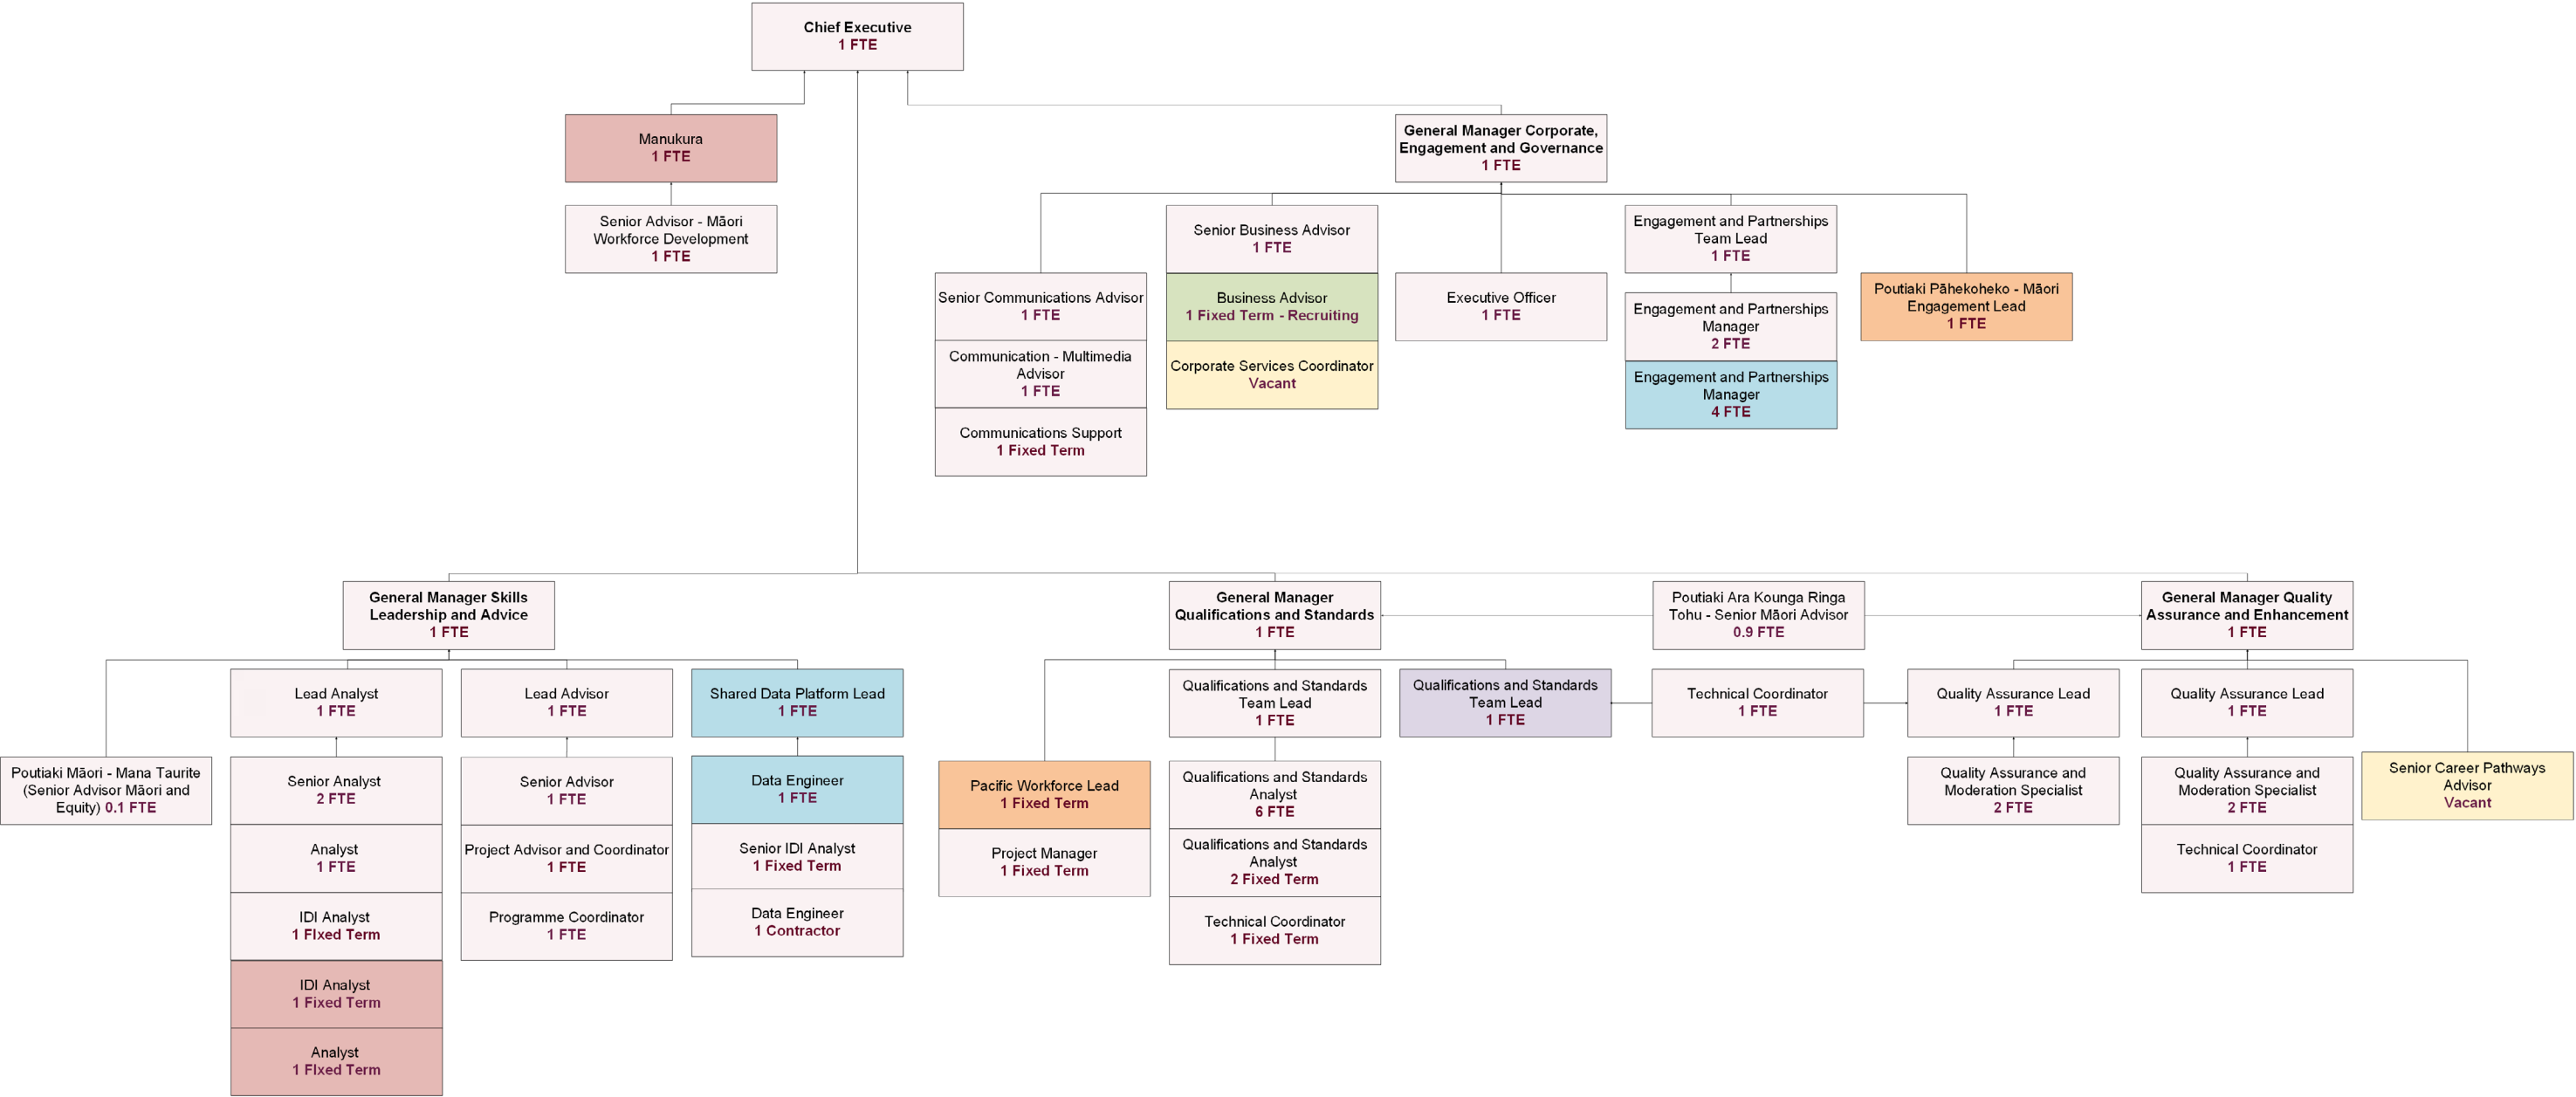 Chief Executive
1 FTE
Manukura
1 FTE
Senior Advisor - Māori
Workforce Development
1 FTE
General Manager Corporate,
Engagement and Governance
1 FTE
Senior Communications Advisor
1 FTE
Communication - Multimedia
Advisor
1 FTE
Communications Support
1 Fixed Term
Senior Business Advisor
1 FTE
Business Advisor
1 Fixed Term - Recruiting
Corporate Services Coordinator
Vacant
Executive Officer
1 FTE
Engagement and Partnerships
Team Lead
1 FTE
Engagement and Partnerships
Manager
2 FTE
Engagement and Partnerships
Manager
4 FTE
Poutiaki Pāhekoheko - Māori
Engagement Lead
1 FTE
General Manager Skills
Leadership and Advice
1 FTE
Poutiaki Māori - Mana Taurite
(Senior Advisor Māori and
Equity) 0.1 FTE
Lead Analyst
1 FTE
Senior Analyst
2 FTE
Analyst
1 FTE
IDI Analyst
1 FIxed Term
IDI Analyst
1 Fixed Term
Analyst
1 FIxed Term
Lead Advisor
1 FTE
Senior Advisor
1 FTE
Project Advisor and Coordinator
1 FTE
Programme Coordinator
1 FTE
Shared Data Platform Lead
1 FTE
Data Engineer
1 FTE
Senior IDI Analyst
1 Fixed Term
Data Engineer
1 Contractor
General Manager
Qualifications and Standards
1 FTE
Pacific Workforce Lead
1 Fixed Term
Project Manager
1 Fixed Term
Qualifications and Standards
Team Lead
1 FTE
Qualifications and Standards
Analyst
6 FTE
Qualifications and Standards
Analyst
2 Fixed Term
Technical Coordinator
1 Fixed Term
Qualifications and Standards
Team Lead
1 FTE
Poutiaki Ara Kounga Ringa
Tohu - Senior Māori Advisor
0.9 FTE
Technical Coordinator
1 FTE
General Manager Quality
Assurance and Enhancement
1 FTE
Quality Assurance Lead
1 FTE
Quality Assurance and
Moderation Specialist
2 FTE
Quality Assurance Lead
1 FTE
Quality Assurance and
Moderation Specialist
2 FTE
Technical Coordinator
1 FTE
Senior Career Pathways
Advisor
Vacant